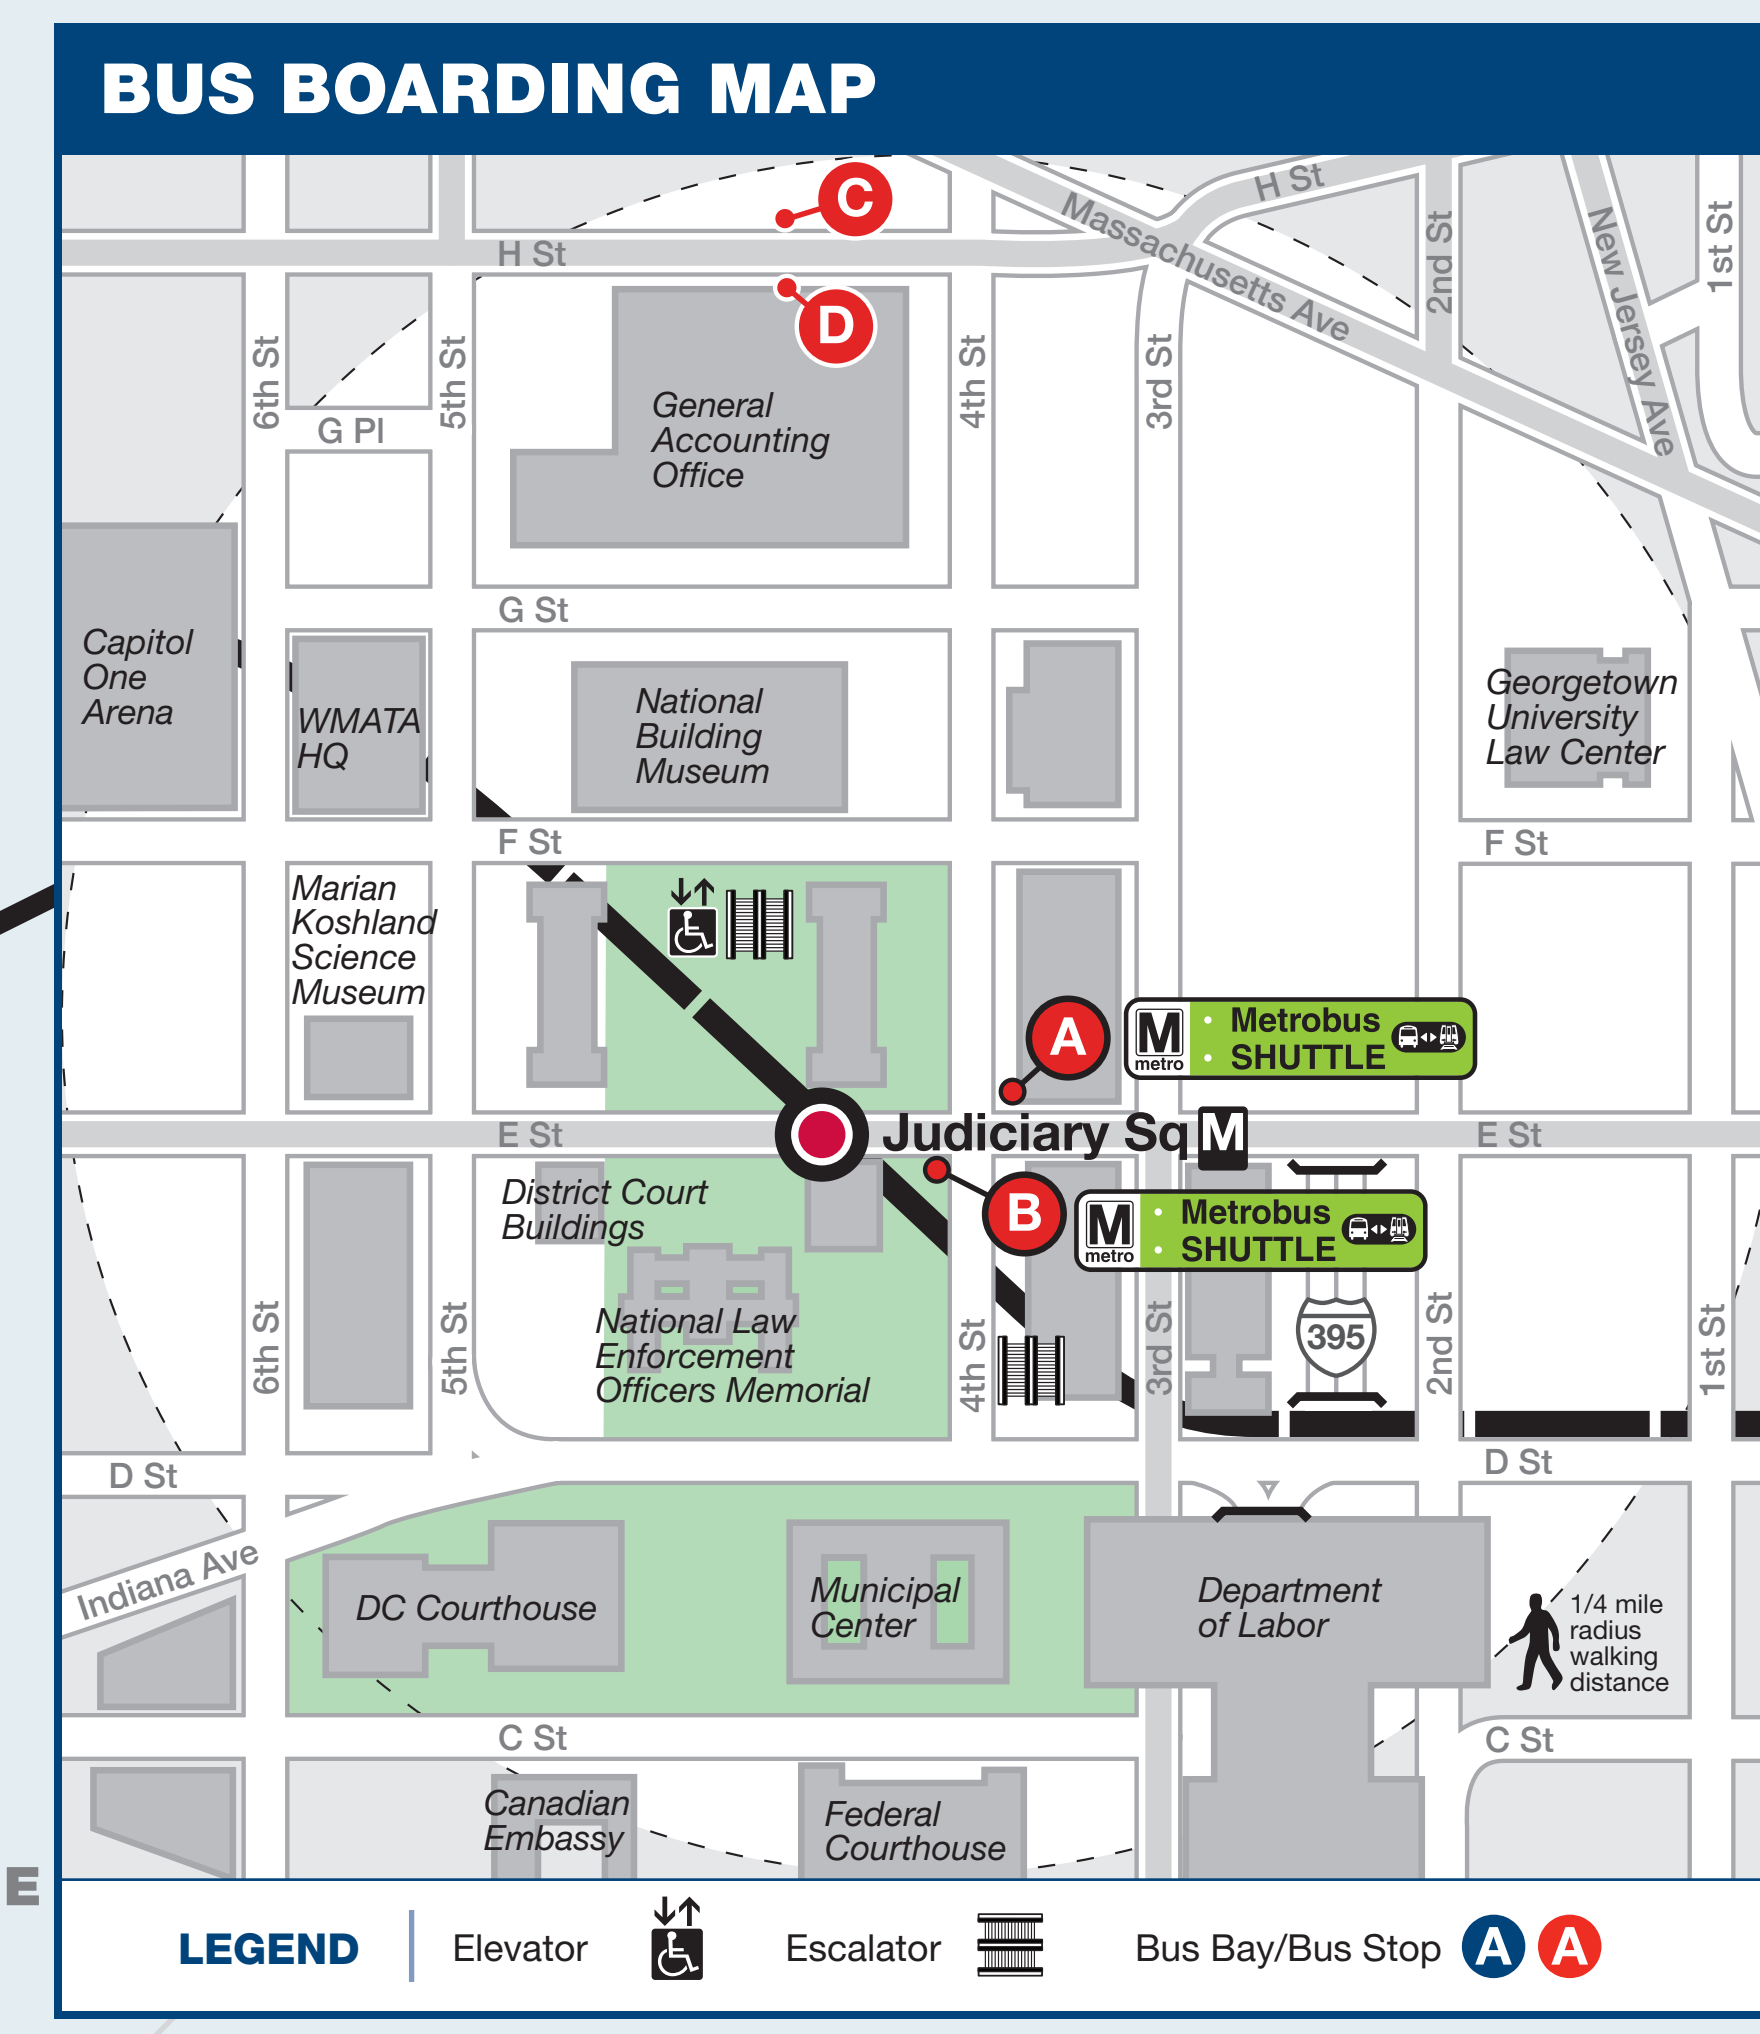 BUS BOARDING MAP
C
H St
Massachusetts Ave
H St
2nd St
New Jersey Ave
1st St
D
6th St
5th St
4th St
3rd St
G Pl
General
Accounting
Office
G St
Capitol
One
Arena
WMATA
HQ
National
Building
Museum
Georgetown
University
Law Center
F St
F St
Marian
Koshland
Science
Museum
A
M
metro
• Metrobus
• SHUTTLE
E St
Judiciary Sq M
E St
District Court
Buildings
B
M
metro
• Metrobus
• SHUTTLE
National Law
Enforcement
Officers Memorial
6th St
5th St
4th St
3rd St
395
2nd St
1st St
D St
D St
Indiana Ave
DC Courthouse
Municipal
Center
Department
of Labor
1/4 mile
radius
walking
distance
C St
C St
Canadian
Embassy
Federal
Courthouse
E
LEGEND
Elevator
Escalator
Bus Bay/Bus Stop A A